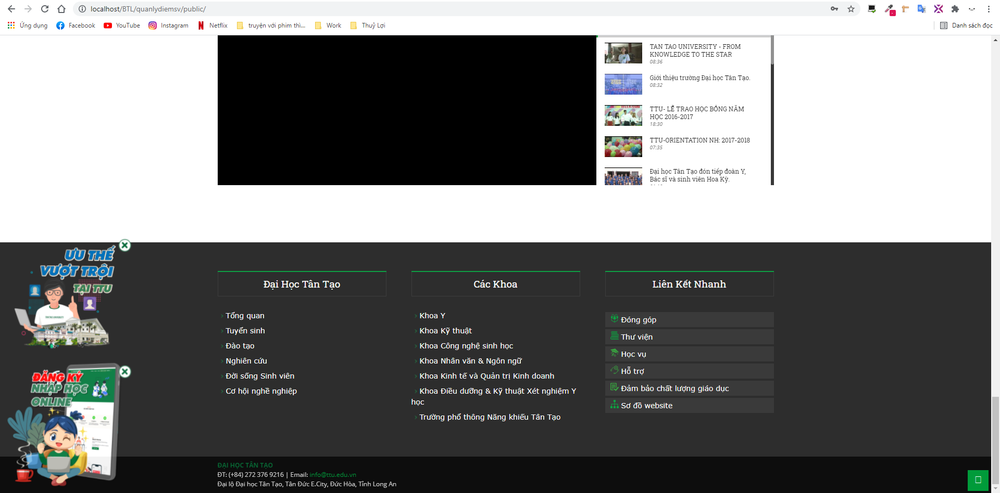 localhost/BTL/quanlydiemsv/public/
Ứng dụng
Facebook
YouTube
Instagram
Netflix
truyện với phim thì...
Work
Thuỷ Lợi
Danh sách đọc
TAN TAO UNIVERSITY - FROM
KNOWLEDGE TO THE STAR
08:36
Giới thiệu trường Đại học Tân Tạo.
08:32
TTU- LỄ TRAO HỌC BỔNG NĂM
HỌC 2016-2017
18:30
TTU-ORIENTATION NH: 2017-2018
07:35
Đại học Tân Tạo đón tiếp đoàn Y,
Bác sĩ và sinh viên Hoa Kỳ.
ƯU THẾ
VƯỢT TRỘI
TẠI TTU
TAN TAO UNIVERSITY
ĐĂNG KÝ
NHẬP HỌC
ONLINE
Đại Học Tân Tạo
› Tổng quan
› Tuyển sinh
› Đào tạo
› Nghiên cứu
› Đời sống Sinh viên
› Cơ hội nghề nghiệp
Các Khoa
› Khoa Y
› Khoa Kỹ thuật
› Khoa Công nghệ sinh học
› Khoa Nhân văn & Ngôn ngữ
› Khoa Kinh tế và Quản trị Kinh doanh
› Khoa Điều dưỡng & Kỹ thuật Xét nghiệm Y
học
› Trường phổ thông Năng khiếu Tân Tạo
Liên Kết Nhanh
Đóng góp
Thư viện
Học vụ
Hỗ trợ
Đảm bảo chất lượng giáo dục
Sơ đồ website
ĐẠI HỌC TÂN TẠO
ĐT: (+84) 272 376 9216 | Email: info@ttu.edu.vn
Đại lộ Đại học Tân Tạo, Tân Đức E.City, Đức Hòa, Tỉnh Long An